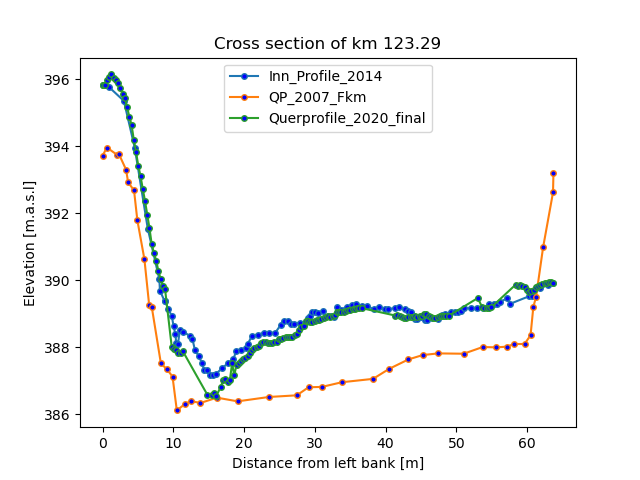 Cross section of km 123.29
Inn_Profile_2014
QP_2007_Fkm
Querprofile_2020_final
Elevation [m.a.s.l]
396
394
392
390
388
386
0 10 20 30 40 50 60
Distance from left bank [m]